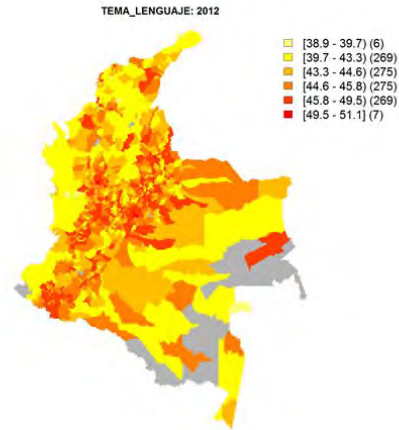 TEMA_LENGUAJE: 2012
[38.9 - 39.7) (6)
[39.7 - 43.3) (269)
[43.3 - 44.6) (275)
[44.6 - 45.8) (275)
[45.8 - 49.5) (269)
[49.5 - 51.1] (7)